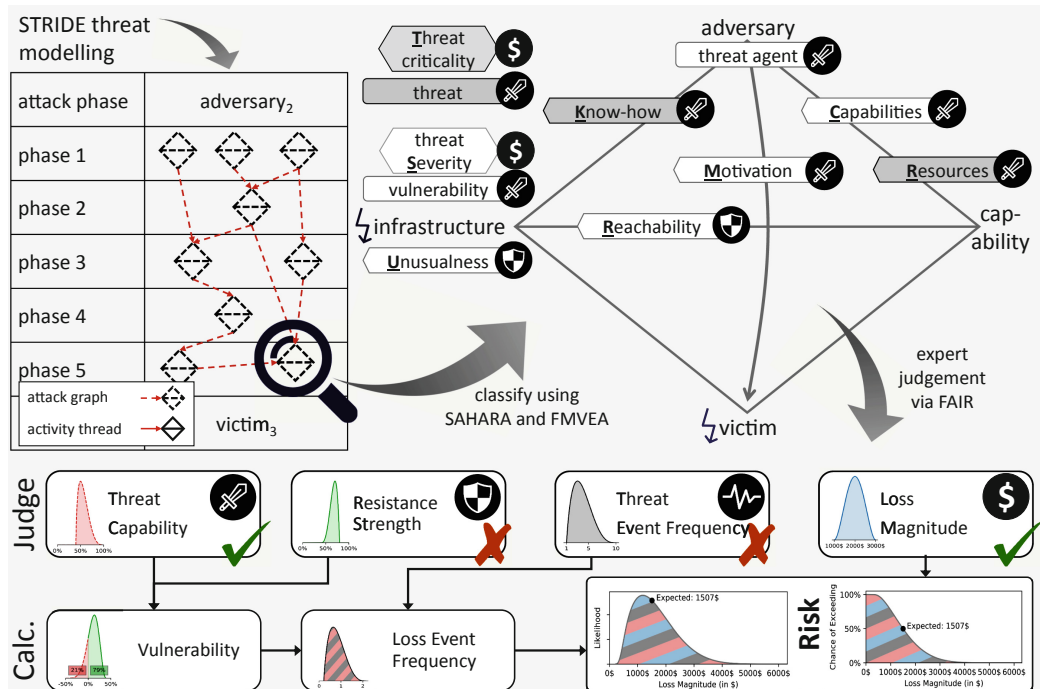 STRIDE threat
modelling
attack phase
adversary2
phase 1
phase 2
phase 3
phase 4
phase 5
attack graph
activity thread
victim3
Threat
criticality
$
threat
threat
Severity
$
vulnerability
infrastructure
Unusualness
adversary
threat agent
Know-how
Capabilities
Motivation
Resources
Reachability
cap-
ability
victim
classify using
SAHARA and FMVEA
expert
judgement
via FAIR
Judge
Threat
Capability
0% 50% 100%
Resistance
Strength
0% 50% 100%
Threat
Event Frequency
1 5 10
Loss
Magnitude
$
1000$ 2000$ 3000$
Calc.
Vulnerability
21% 79%
-50% 0% 50%
Loss Event
Frequency
0 1 2
Likelihood
Expected: 1507$
0$ 1000$ 2000$ 3000$ 4000$ 5000$ 6000$
Loss Magnitude (in $)
Risk
Chance of Exceeding
100%
50%
0%
Expected: 1507$
0$ 1000$ 2000$ 3000$ 4000$ 5000$ 6000$
Loss Magnitude (in $)